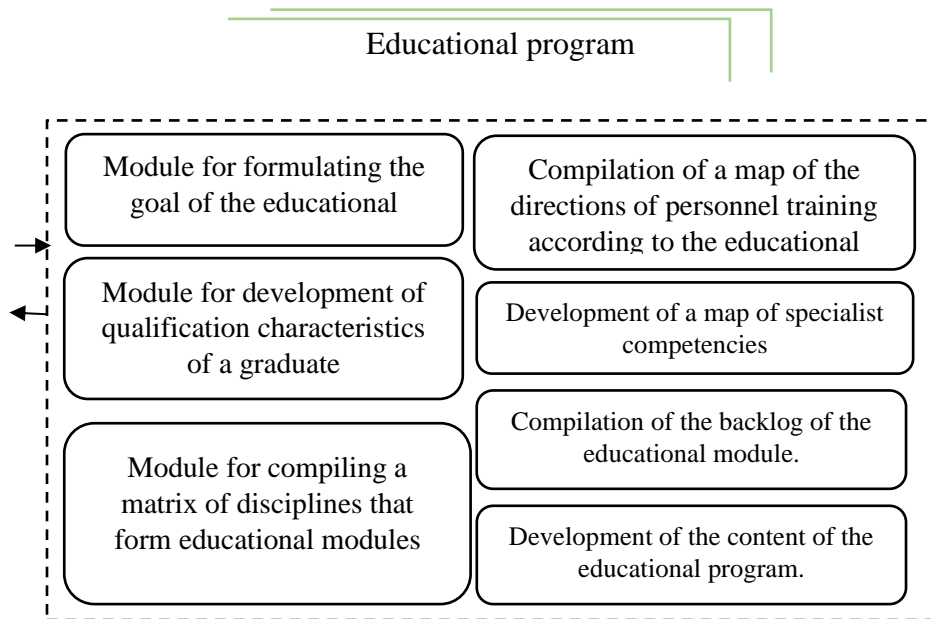 Educational program
Module for formulating the
goal of the educational
Module for development of
qualification characteristics
of a graduate
Module for compiling a
matrix of disciplines that
form educational modules
Compilation of a map of the
directions of personnel training
according to the educational
Development of a map of specialist
competencies
Compilation of the backlog of the
educational module.
Development of the content of the
educational program.